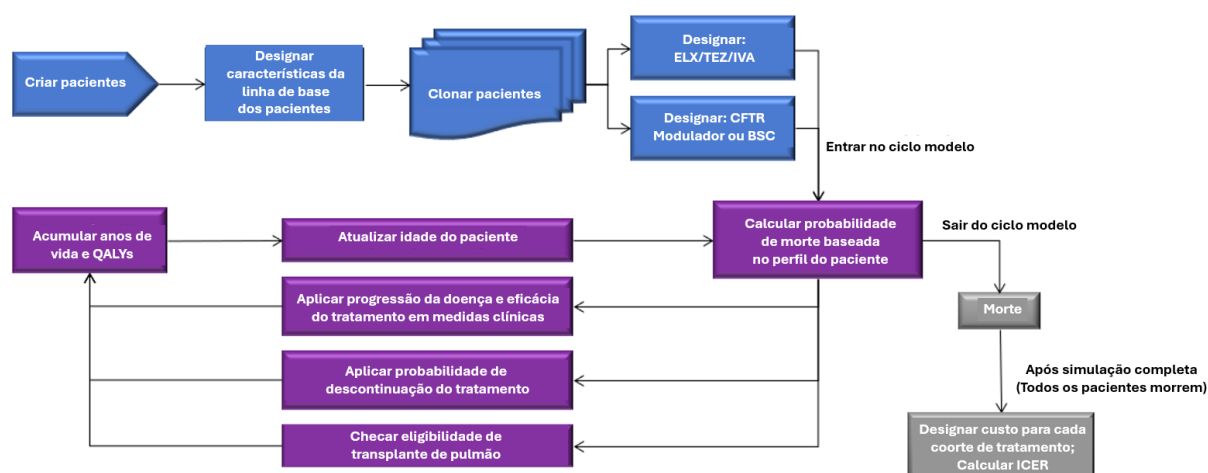 Criar pacientes
Designar
características da
linha de base
dos pacientes
Clonar pacientes
Designar:
ELX/TEZ/IVA
Designar: CFTR
Modulador ou BSC
Entrar no ciclo modelo
Acumular anos de
vida e QALYs
Atualizar idade do paciente
Calcular probabilidade
de morte baseada
no perfil do paciente
Sair do ciclo modelo
Aplicar progressão da doença e eficácia
do tratamento em medidas clínicas
Morte
Aplicar probabilidade de
descontinuação do tratamento
Após simulação completa
(Todos os pacientes morrem)
Checar eligibilidade de
transplante de pulmão
Designar custo para cada
coorte de tratamento;
Calcular ICER